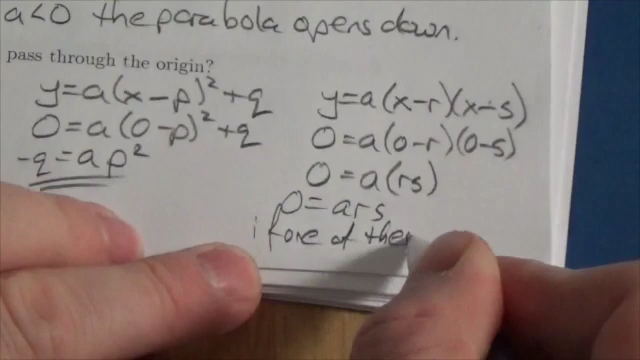 a<0 the parabola opens down.
pass through the origin?
y=a(x-p)²+q
0=a(0-p)²+q
-q=ap²
y=a(x-r)(x-s)
0=a(0-r)(0-s)
0=a(rs)
0=ars
if one of the